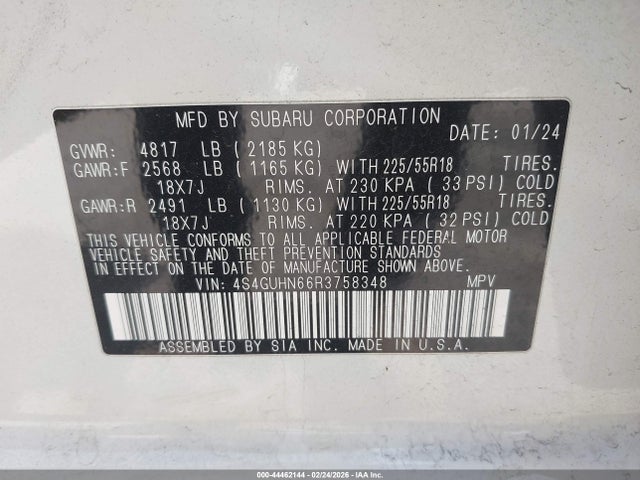 MFD BY SUBARU CORPORATION
DATE: 01/24
GVWR: 4817 LB ( 2185 KG)
GAWR:F 2568 LB ( 1165 KG) WITH 225/55R18 TIRES.
18X7J RIMS. AT 230 KPA ( 33 PSI) COLD
GAWR:R 2491 LB ( 1130 KG) WITH 225/55R18 TIRES.
18X7J RIMS. AT 220 KPA ( 32 PSI) COLD
THIS VEHICLE CONFORMS TO ALL APPLICABLE FEDERAL MOTOR
VEHICLE SAFETY AND THEFT PREVENTION STANDARDS
IN EFFECT ON THE DATE OF MANUFACTURE SHOWN ABOVE.
VIN: 4S4GUHN66R3758348 MPV
ASSEMBLED BY SIA INC. MADE IN U.S.A.
000-44462144 - 02/24/2026 - IAA Inc.